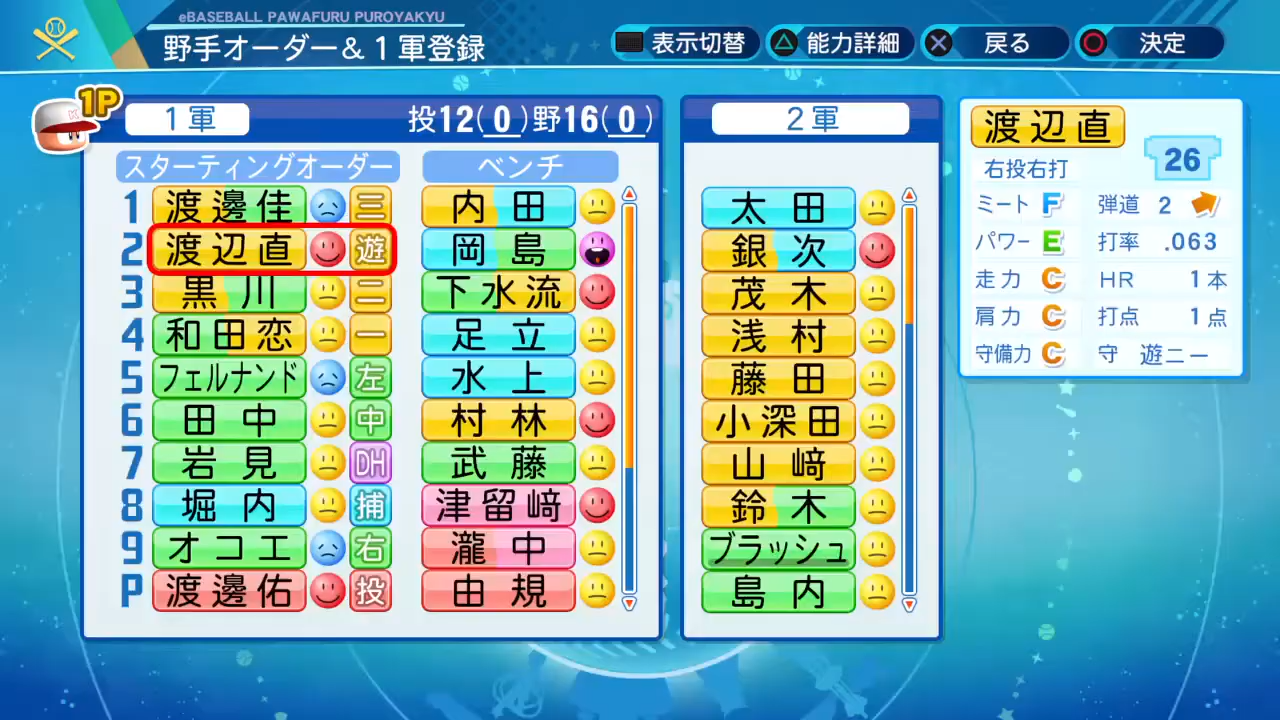 eBASEBALL PAWAFURU PUROYAKYU
野手オーダー&1軍登録
表示切替 能力詳細 戻る 決定
1P
1軍 投12(0)野16(0)
2軍
スターティングオーダー ベンチ
1 渡邊佳 三 内田 太田
2 渡辺直 遊 岡島 銀次
3 黒川 二 下水流 茂木
4 和田恋 一 足立 浅村
5 フェルナンド 左 水上 藤田
6 田中 中 村林 小深田
7 岩見 DH 武藤 山﨑
8 堀内 捕 津留﨑 鈴木
9 オコエ 右 瀧中 ブラッシュ
P 渡邊佑 投 由規 島内
渡辺直
右投右打 26
ミート F 弾道 2
パワー E 打率 .063
走力 C HR 1本
肩力 C 打点 1点
守備力 C 守 遊二一